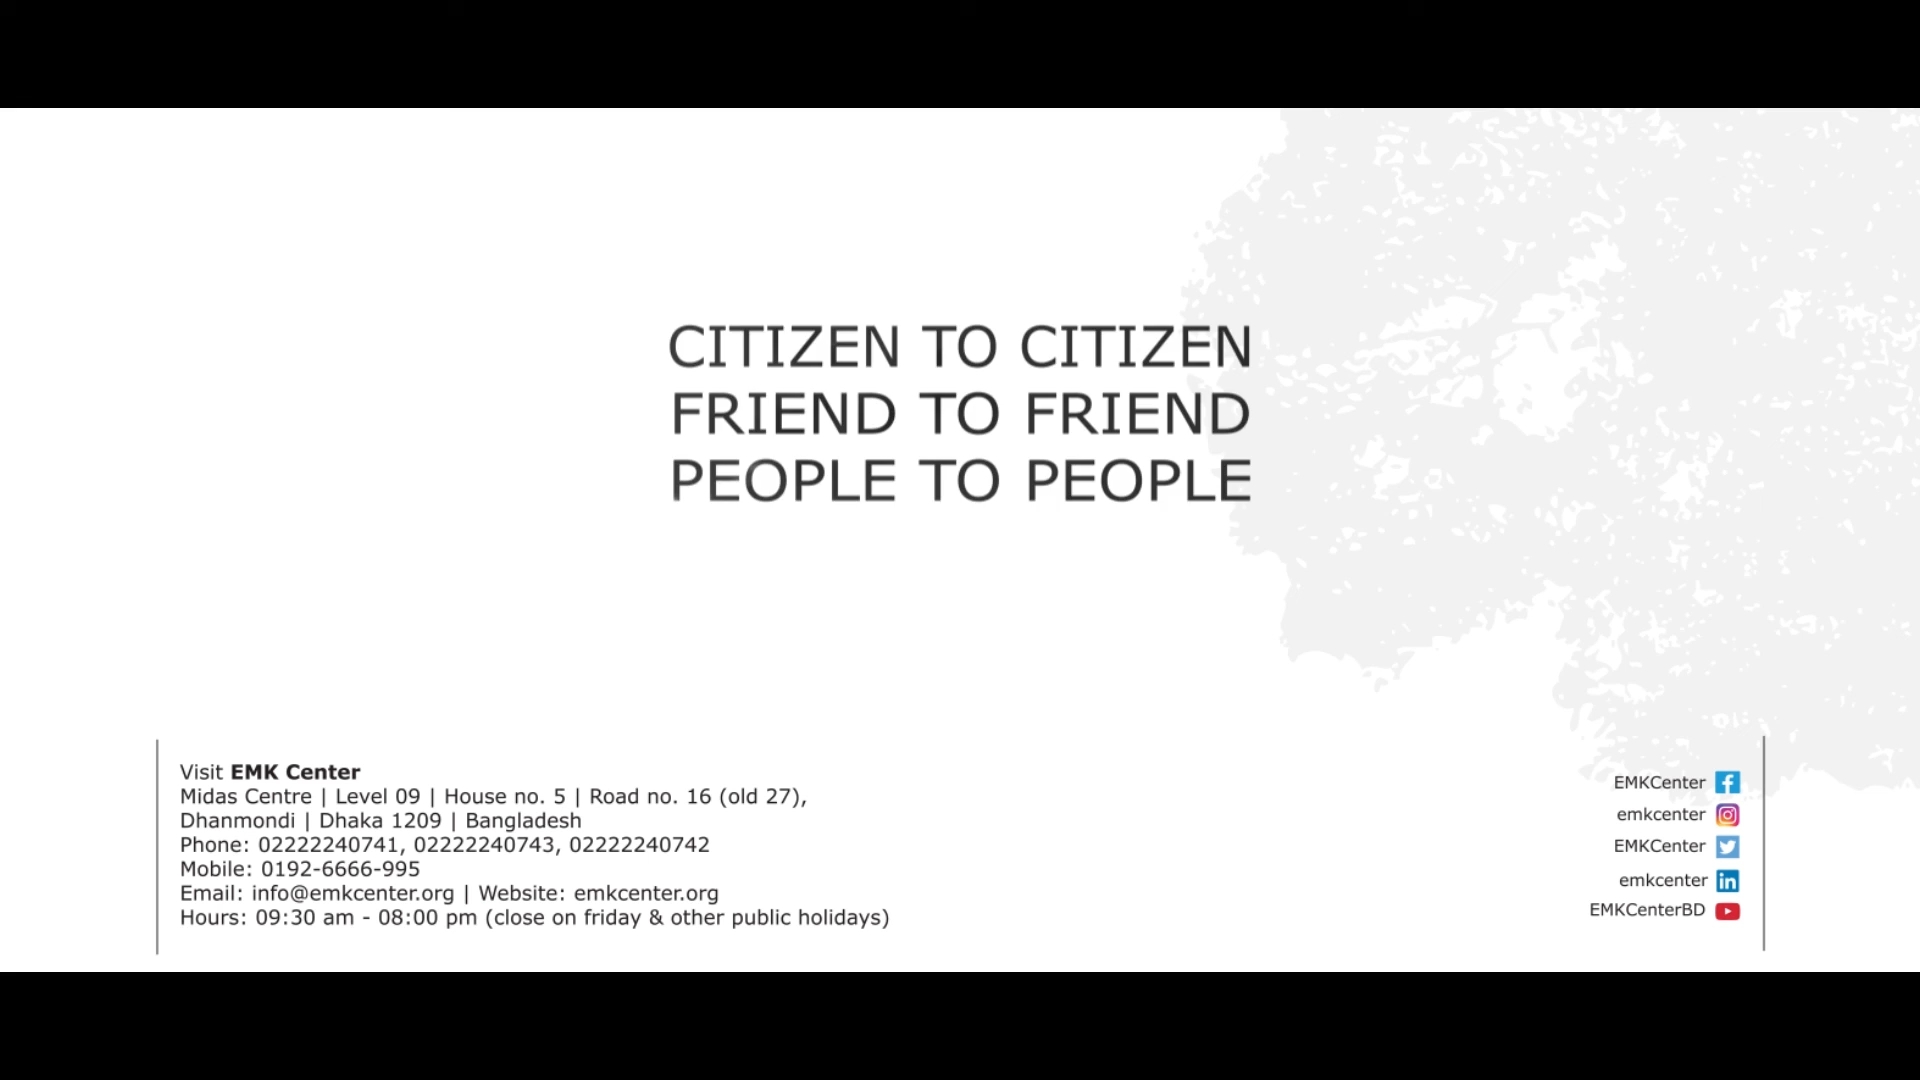 CITIZEN TO CITIZEN
FRIEND TO FRIEND
PEOPLE TO PEOPLE
Visit EMK Center
Midas Centre | Level 09 | House no. 5 | Road no. 16 (old 27),
Dhanmondi | Dhaka 1209 | Bangladesh
Phone: 02222240741, 02222240743, 02222240742
Mobile: 0192-6666-995
Email: info@emkcenter.org | Website: emkcenter.org
Hours: 09:30 am - 08:00 pm (close on friday & other public holidays)
EMKCenter
emkcenter
EMKCenter
emkcenter
EMKCenterBD